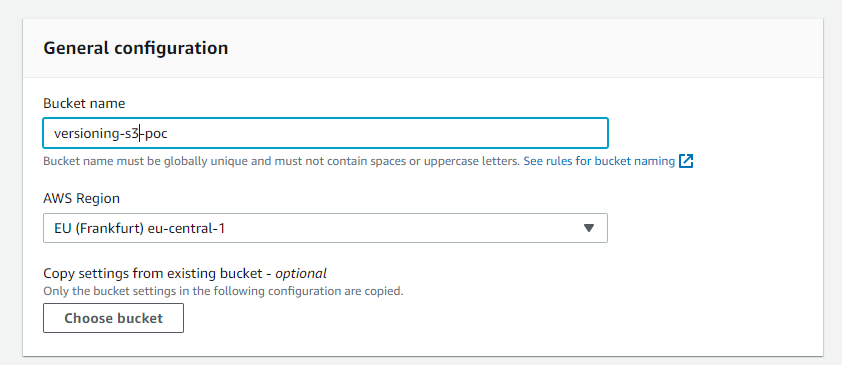 General configuration
Bucket name
versioning-s3-poc
Bucket name must be globally unique and must not contain spaces or uppercase letters. See rules for bucket naming
AWS Region
EU (Frankfurt) eu-central-1
Copy settings from existing bucket - optional
Only the bucket settings in the following configuration are copied.
Choose bucket